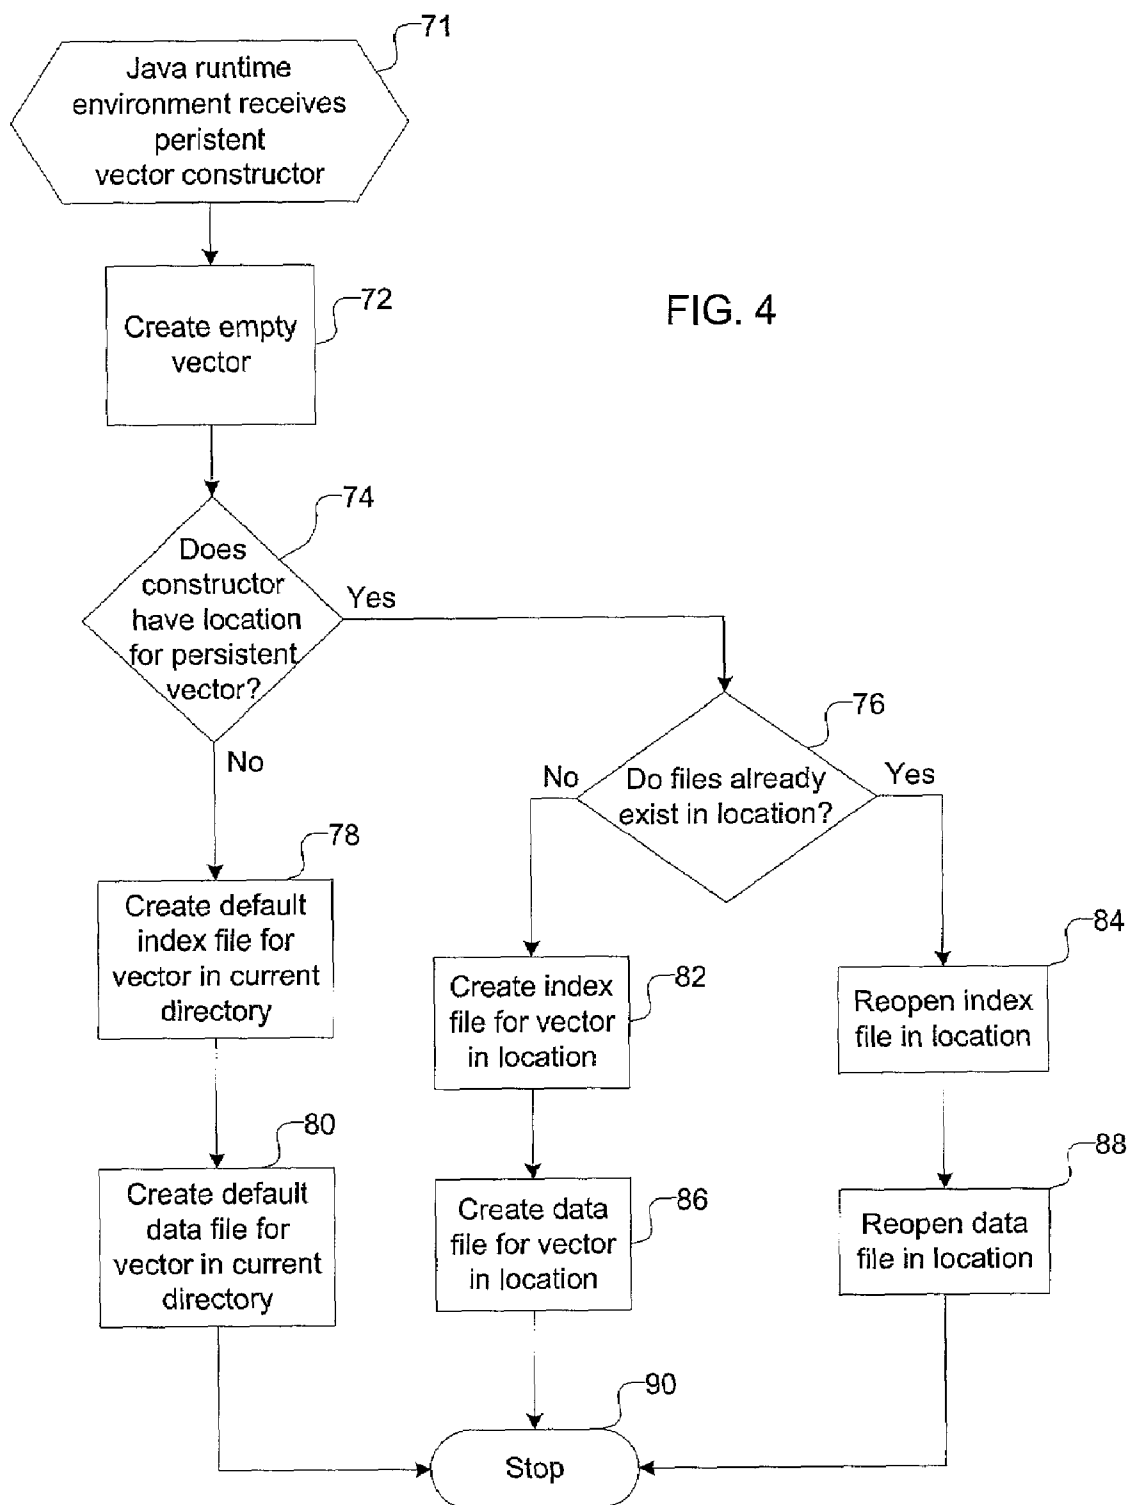 71
Java runtime
environment receives
peristent
vector constructor
72
Create empty
vector
FIG. 4
74
Does
constructor
have location
for persistent
vector?
Yes
No
76
Do files already
exist in location?
No
Yes
78
Create default
index file for
vector in current
directory
82
Create index
file for vector
in location
84
Reopen index
file in location
80
Create default
data file for
vector in current
directory
86
Create data
file for vector
in location
88
Reopen data
file in location
90
Stop